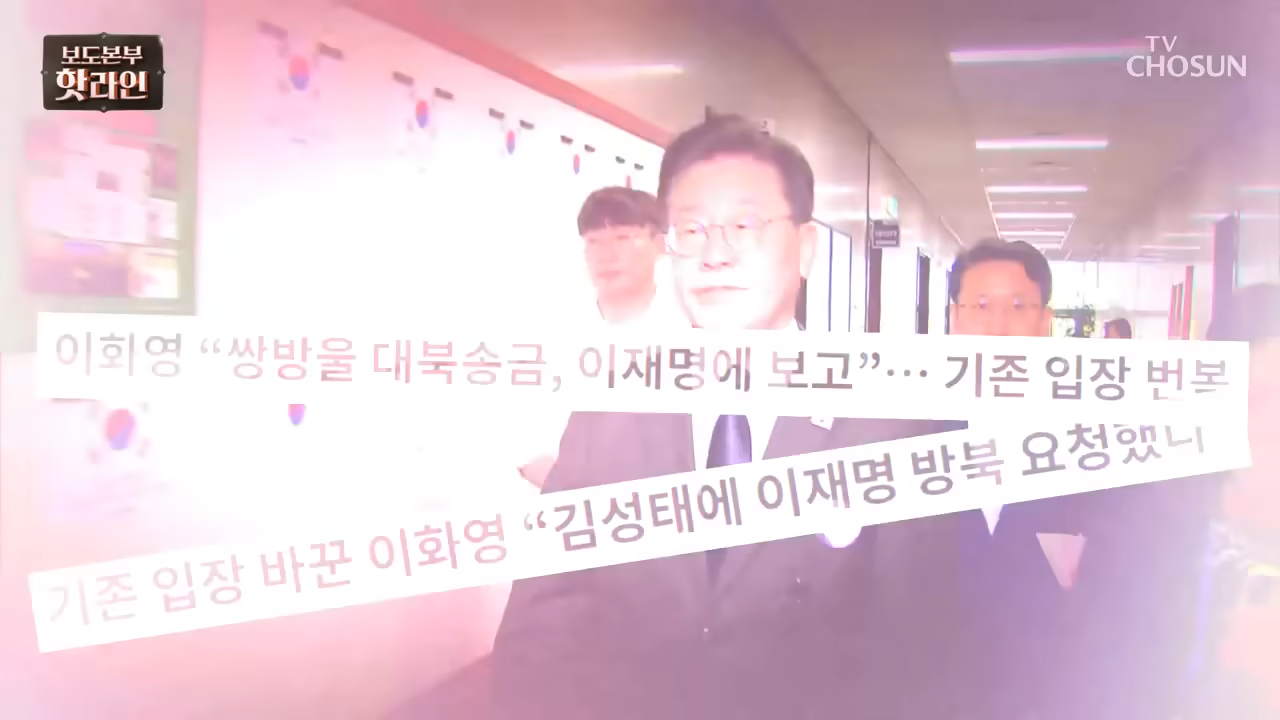 보도본부
핫라인
TV
CHOSUN
이화영 “쌍방울 대북송금, 이재명에 보고”… 기존 입장 번복
기존 입장 바꾼 이화영 “김성태에 이재명 방북 요청했